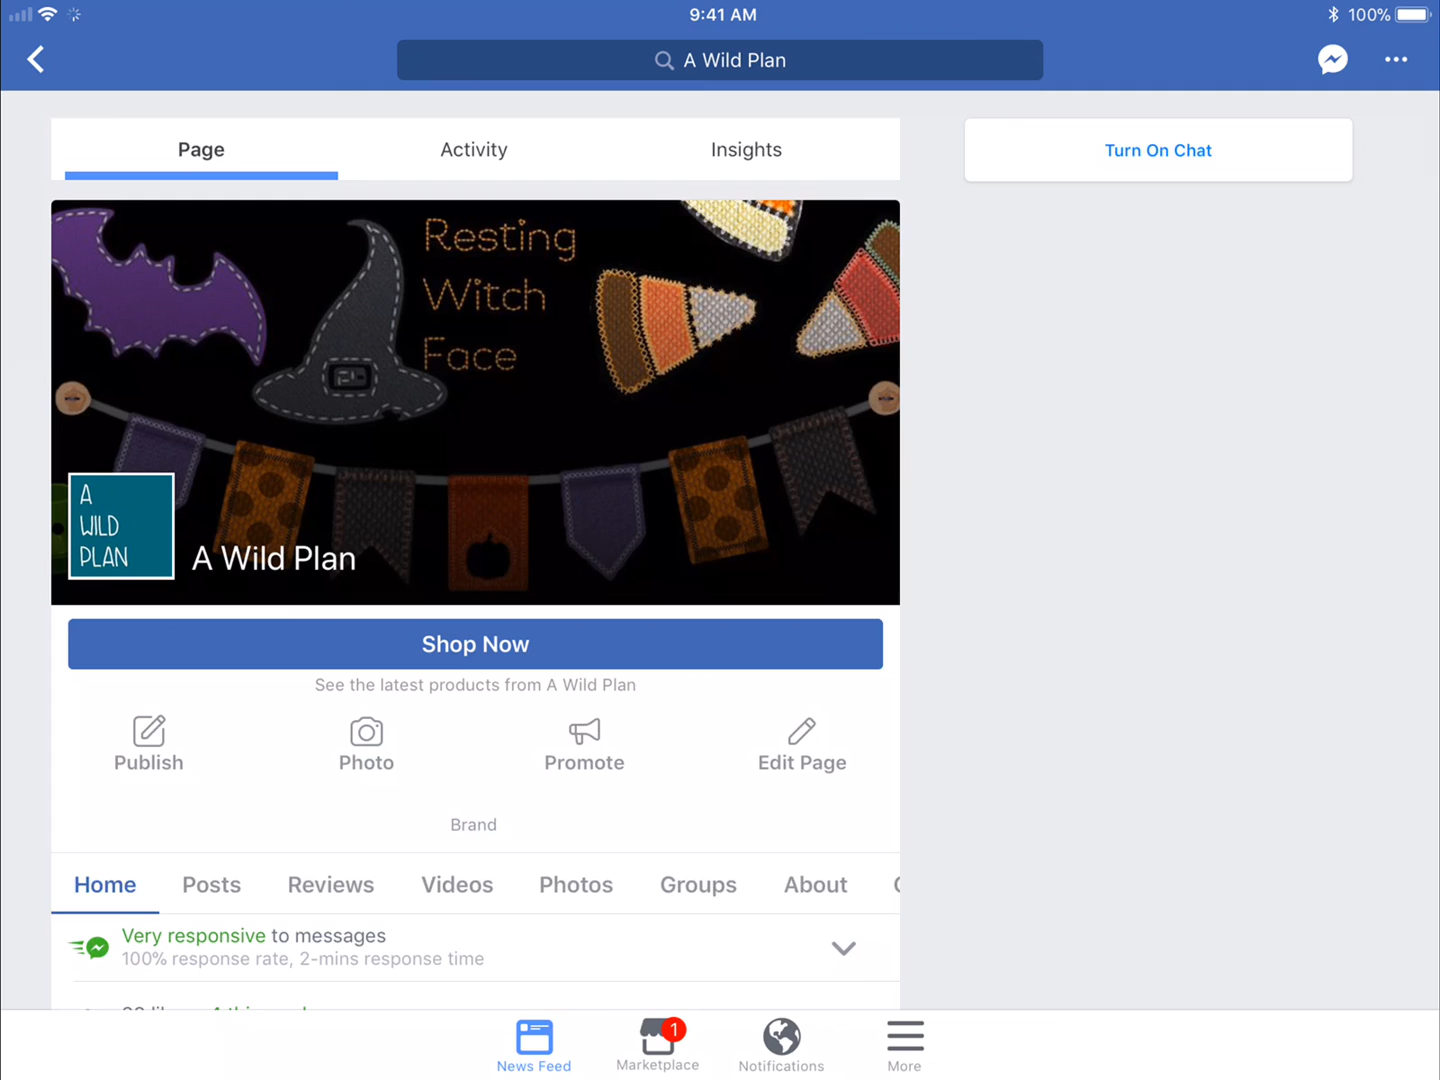 9:41 AM
100%
A Wild Plan
Page
Activity
Insights
Turn On Chat
Resting
Witch
Face
A
WILD
PLAN
A Wild Plan
Shop Now
See the latest products from A Wild Plan
Publish
Photo
Promote
Edit Page
Brand
Home
Posts
Reviews
Videos
Photos
Groups
About
Very responsive to messages
100% response rate, 2-mins response time
1
News Feed
Marketplace
Notifications
More